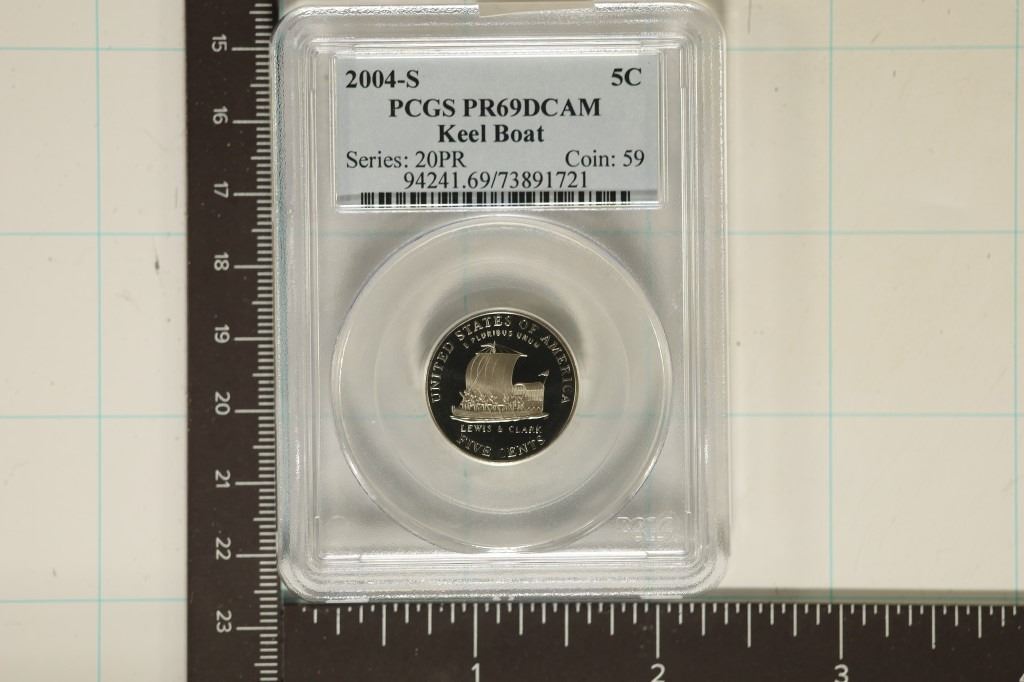 2004-S 5C
PCGS PR69DCAM
Keel Boat
Series: 20PR Coin: 59
94241.69/73891721
UNITED STATES OF AMERICA
E PLURIBUS UNUM
LEWIS & CLARK
FIVE CENTS
PCGS
15
16
17
18
19
20
21
22
23
1 2 3